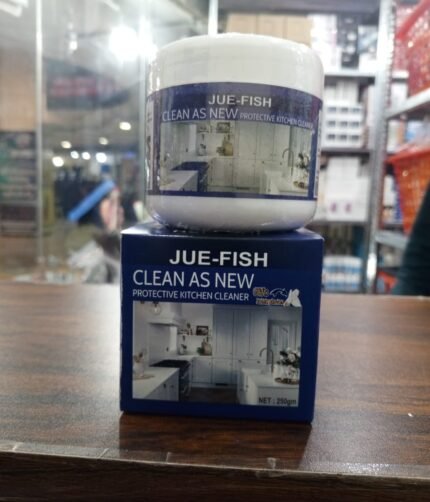 JUE-FISH
CLEAN AS NEW PROTECTIVE KITCHEN CLEANER
JUE-FISH
CLEAN AS NEW
PROTECTIVE KITCHEN CLEANER
NET : 250gm